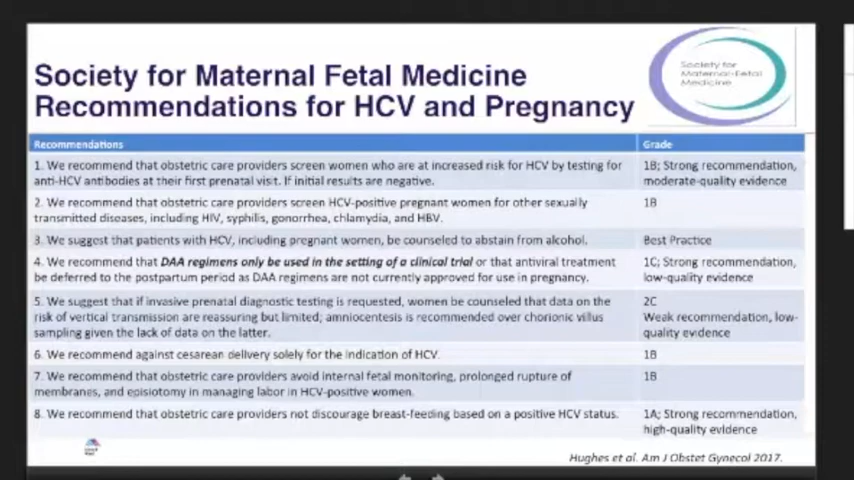 Society for Maternal Fetal Medicine
Recommendations for HCV and Pregnancy
Society for
Maternal-Fetal
Medicine
Recommendations
Grade
1. We recommend that obstetric care providers screen women who are at increased risk for HCV by testing for
anti-HCV antibodies at their first prenatal visit. If initial results are negative.
1B; Strong recommendation,
moderate-quality evidence
2. We recommend that obstetric care providers screen HCV-positive pregnant women for other sexually
transmitted diseases, including HIV, syphilis, gonorrhea, chlamydia, and HBV.
1B
3. We suggest that patients with HCV, including pregnant women, be counseled to abstain from alcohol.
Best Practice
4. We recommend that DAA regimens only be used in the setting of a clinical trial or that antiviral treatment
be deferred to the postpartum period as DAA regimens are not currently approved for use in pregnancy.
1C; Strong recommendation,
low-quality evidence
5. We suggest that if invasive prenatal diagnostic testing is requested, women be counseled that data on the
risk of vertical transmission are reassuring but limited; amniocentesis is recommended over chorionic villus
sampling given the lack of data on the latter.
2C
Weak recommendation, low-
quality evidence
6. We recommend against cesarean delivery solely for the indication of HCV.
1B
7. We recommend that obstetric care providers avoid internal fetal monitoring, prolonged rupture of
membranes, and episiotomy in managing labor in HCV-positive women.
1B
8. We recommend that obstetric care providers not discourage breast-feeding based on a positive HCV status.
1A; Strong recommendation,
high-quality evidence
Hughes et al. Am J Obstet Gynecol 2017.